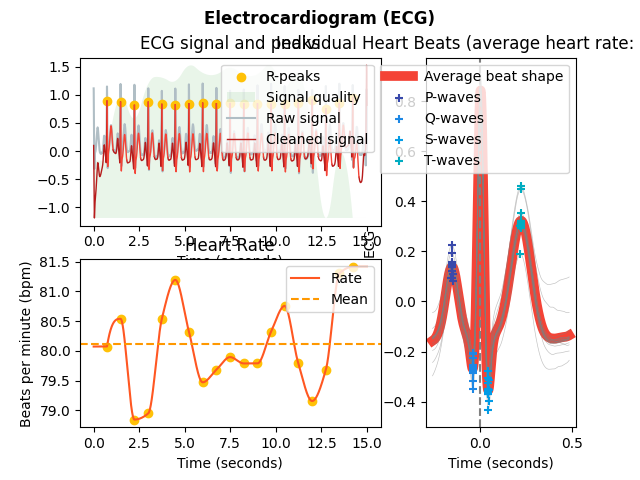 Electrocardiogram (ECG)
ECG signal and peaks
Individual Heart Beats (average heart rate:
1.5
1.0
0.5
0.0
−0.5
−1.0
R-peaks
Signal quality
Raw signal
Cleaned signal
0.0 2.5 5.0 7.5 10.0 12.5 15.0
Time (seconds)
Heart Rate
81.5
81.0
80.5
80.0
79.5
79.0
Beats per minute (bpm)
Rate
Mean
0.0 2.5 5.0 7.5 10.0 12.5 15.0
Time (seconds)
Average beat shape
P-waves
Q-waves
S-waves
T-waves
ECG
0.8
0.6
0.4
0.2
0.0
−0.2
−0.4
0.0 0.5
Time (seconds)